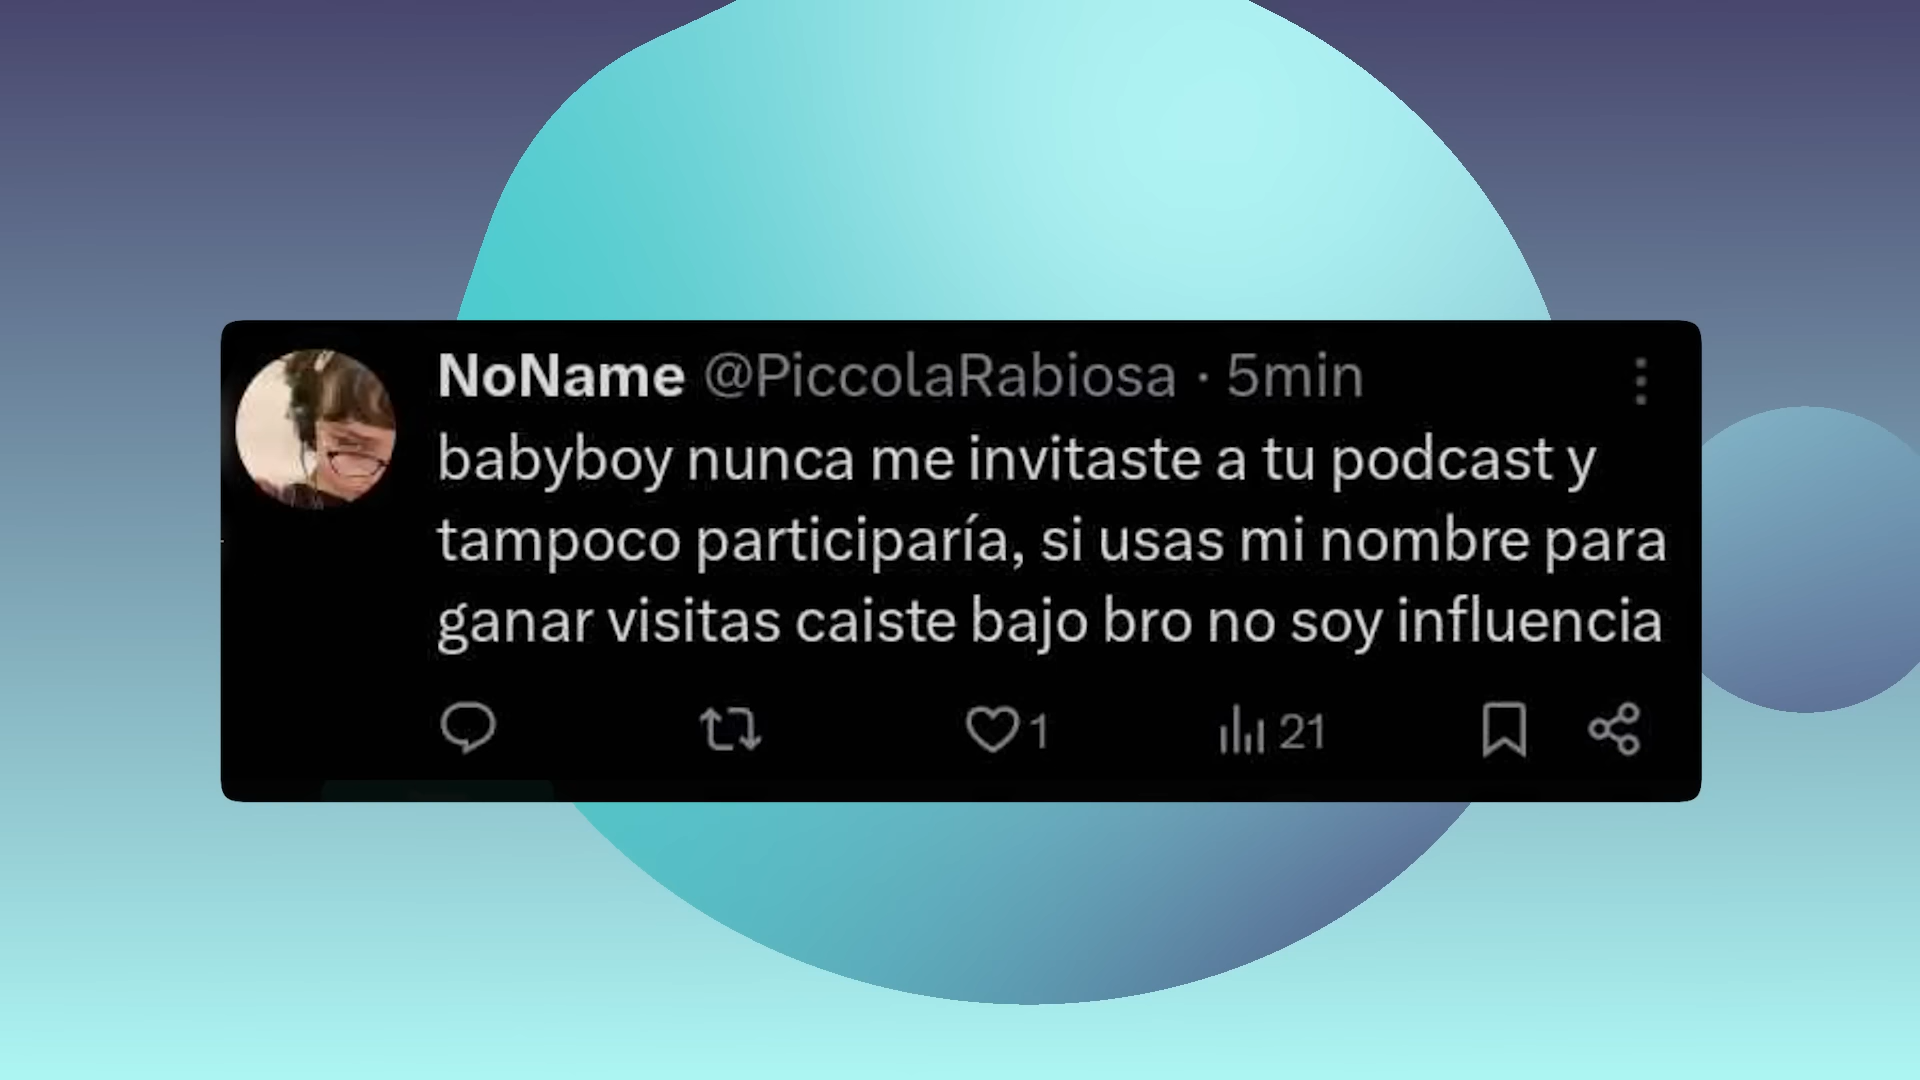 NoName @PiccolaRabiosa · 5min
babyboy nunca me invitaste a tu podcast y
tampoco participaría, si usas mi nombre para
ganar visitas caiste bajo bro no soy influencia
1 21